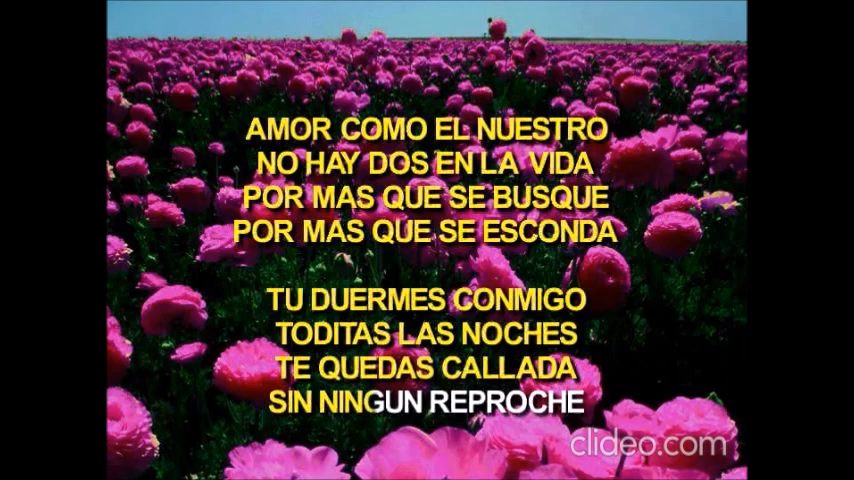 AMOR COMO EL NUESTRO
NO HAY DOS EN LA VIDA
POR MAS QUE SE BUSQUE
POR MAS QUE SE ESCONDA
TU DUERMES CONMIGO
TODITAS LAS NOCHES
TE QUEDAS CALLADA
SIN NINGUN REPROCHE
clideo.com